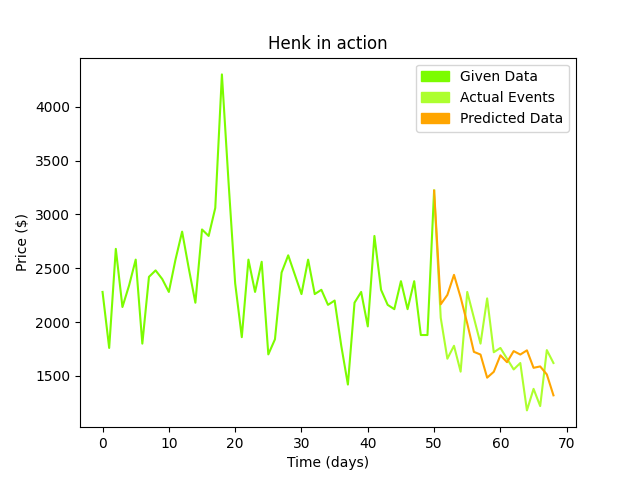 Henk in action
Given Data
Actual Events
Predicted Data
Price ($)
4000
3500
3000
2500
2000
1500
0 10 20 30 40 50 60 70
Time (days)